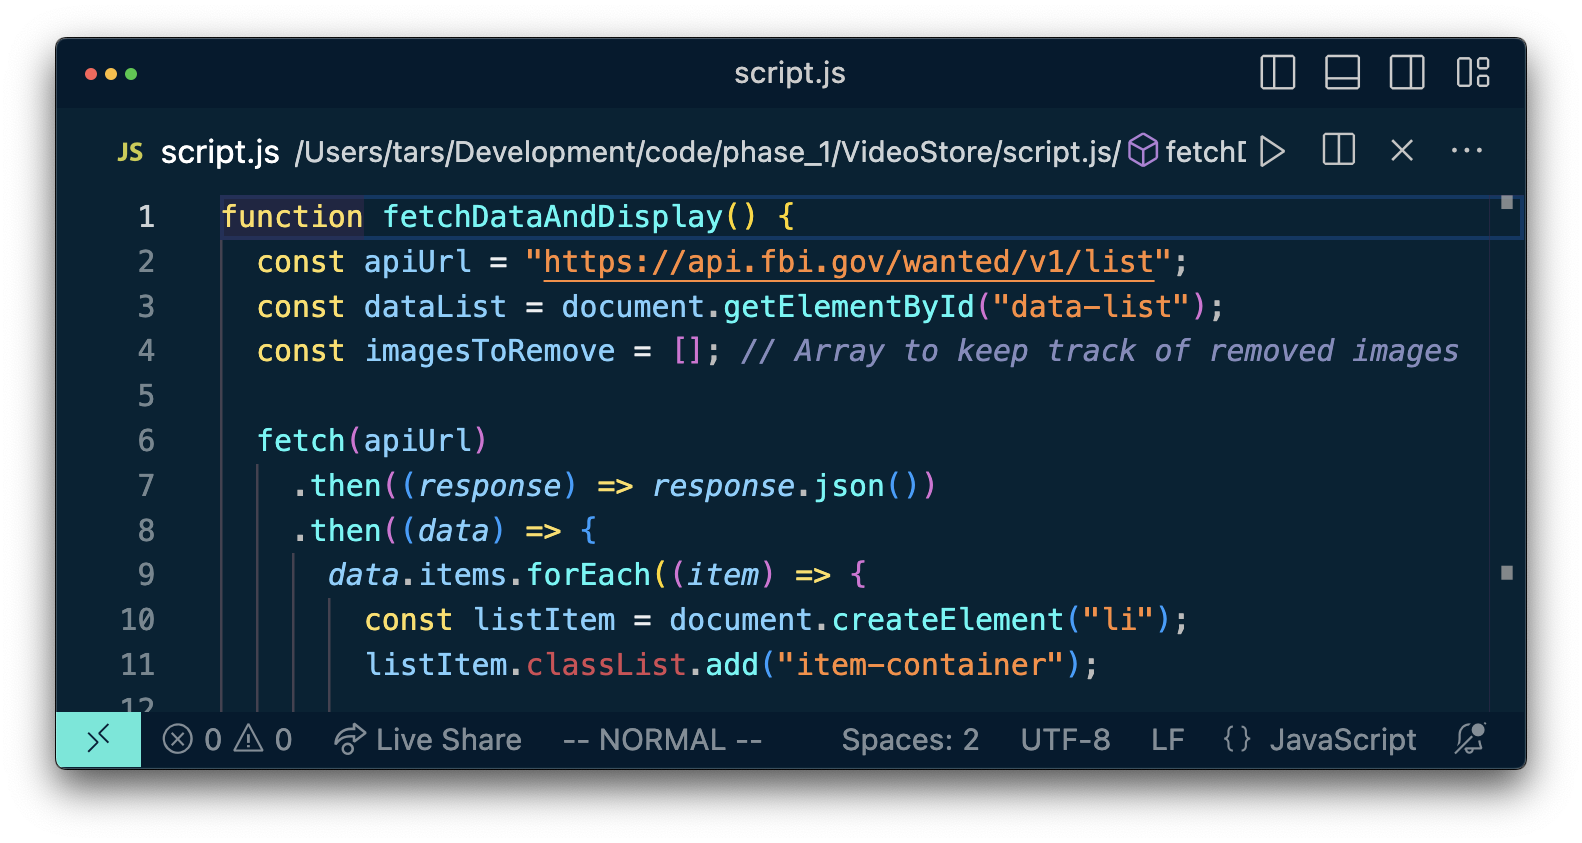 script.js
JS script.js /Users/tars/Development/code/phase_1/VideoStore/script.js/ fetchD
1 function fetchDataAndDisplay() {
2 const apiUrl = "https://api.fbi.gov/wanted/v1/list";
3 const dataList = document.getElementById("data-list");
4 const imagesToRemove = []; // Array to keep track of removed images
5
6 fetch(apiUrl)
7 .then((response) => response.json())
8 .then((data) => {
9 data.items.forEach((item) => {
10 const listItem = document.createElement("li");
11 listItem.classList.add("item-container");
12
0 0 Live Share -- NORMAL -- Spaces: 2 UTF-8 LF {} JavaScript